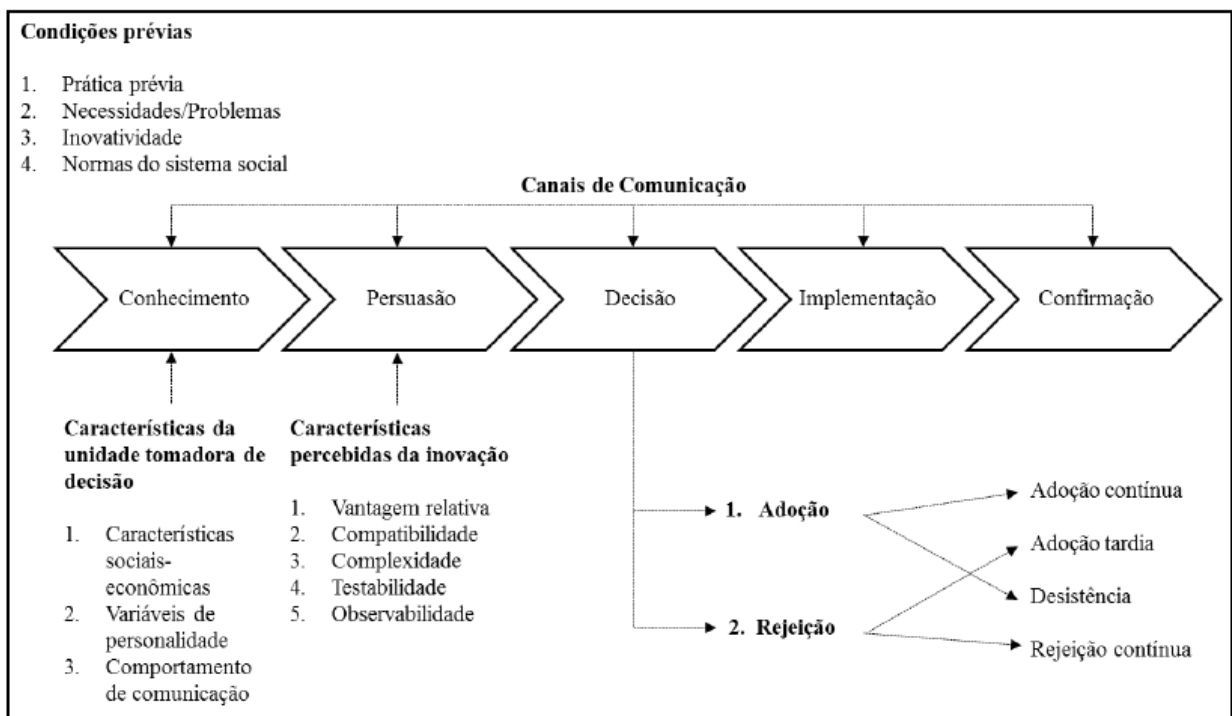 Condições prévias
1. Prática prévia
2. Necessidades/Problemas
3. Inovatividade
4. Normas do sistema social
Canais de Comunicação
Conhecimento
Persuasão
Decisão
Implementação
Confirmação
Características da
unidade tomadora de
decisão
1. Características
sociais-
econômicas
2. Variáveis de
personalidade
3. Comportamento
de comunicação
Características
percebidas da inovação
1. Vantagem relativa
2. Compatibilidade
3. Complexidade
4. Testabilidade
5. Observabilidade
1. Adoção
2. Rejeição
Adoção contínua
Adoção tardia
Desistência
Rejeição contínua